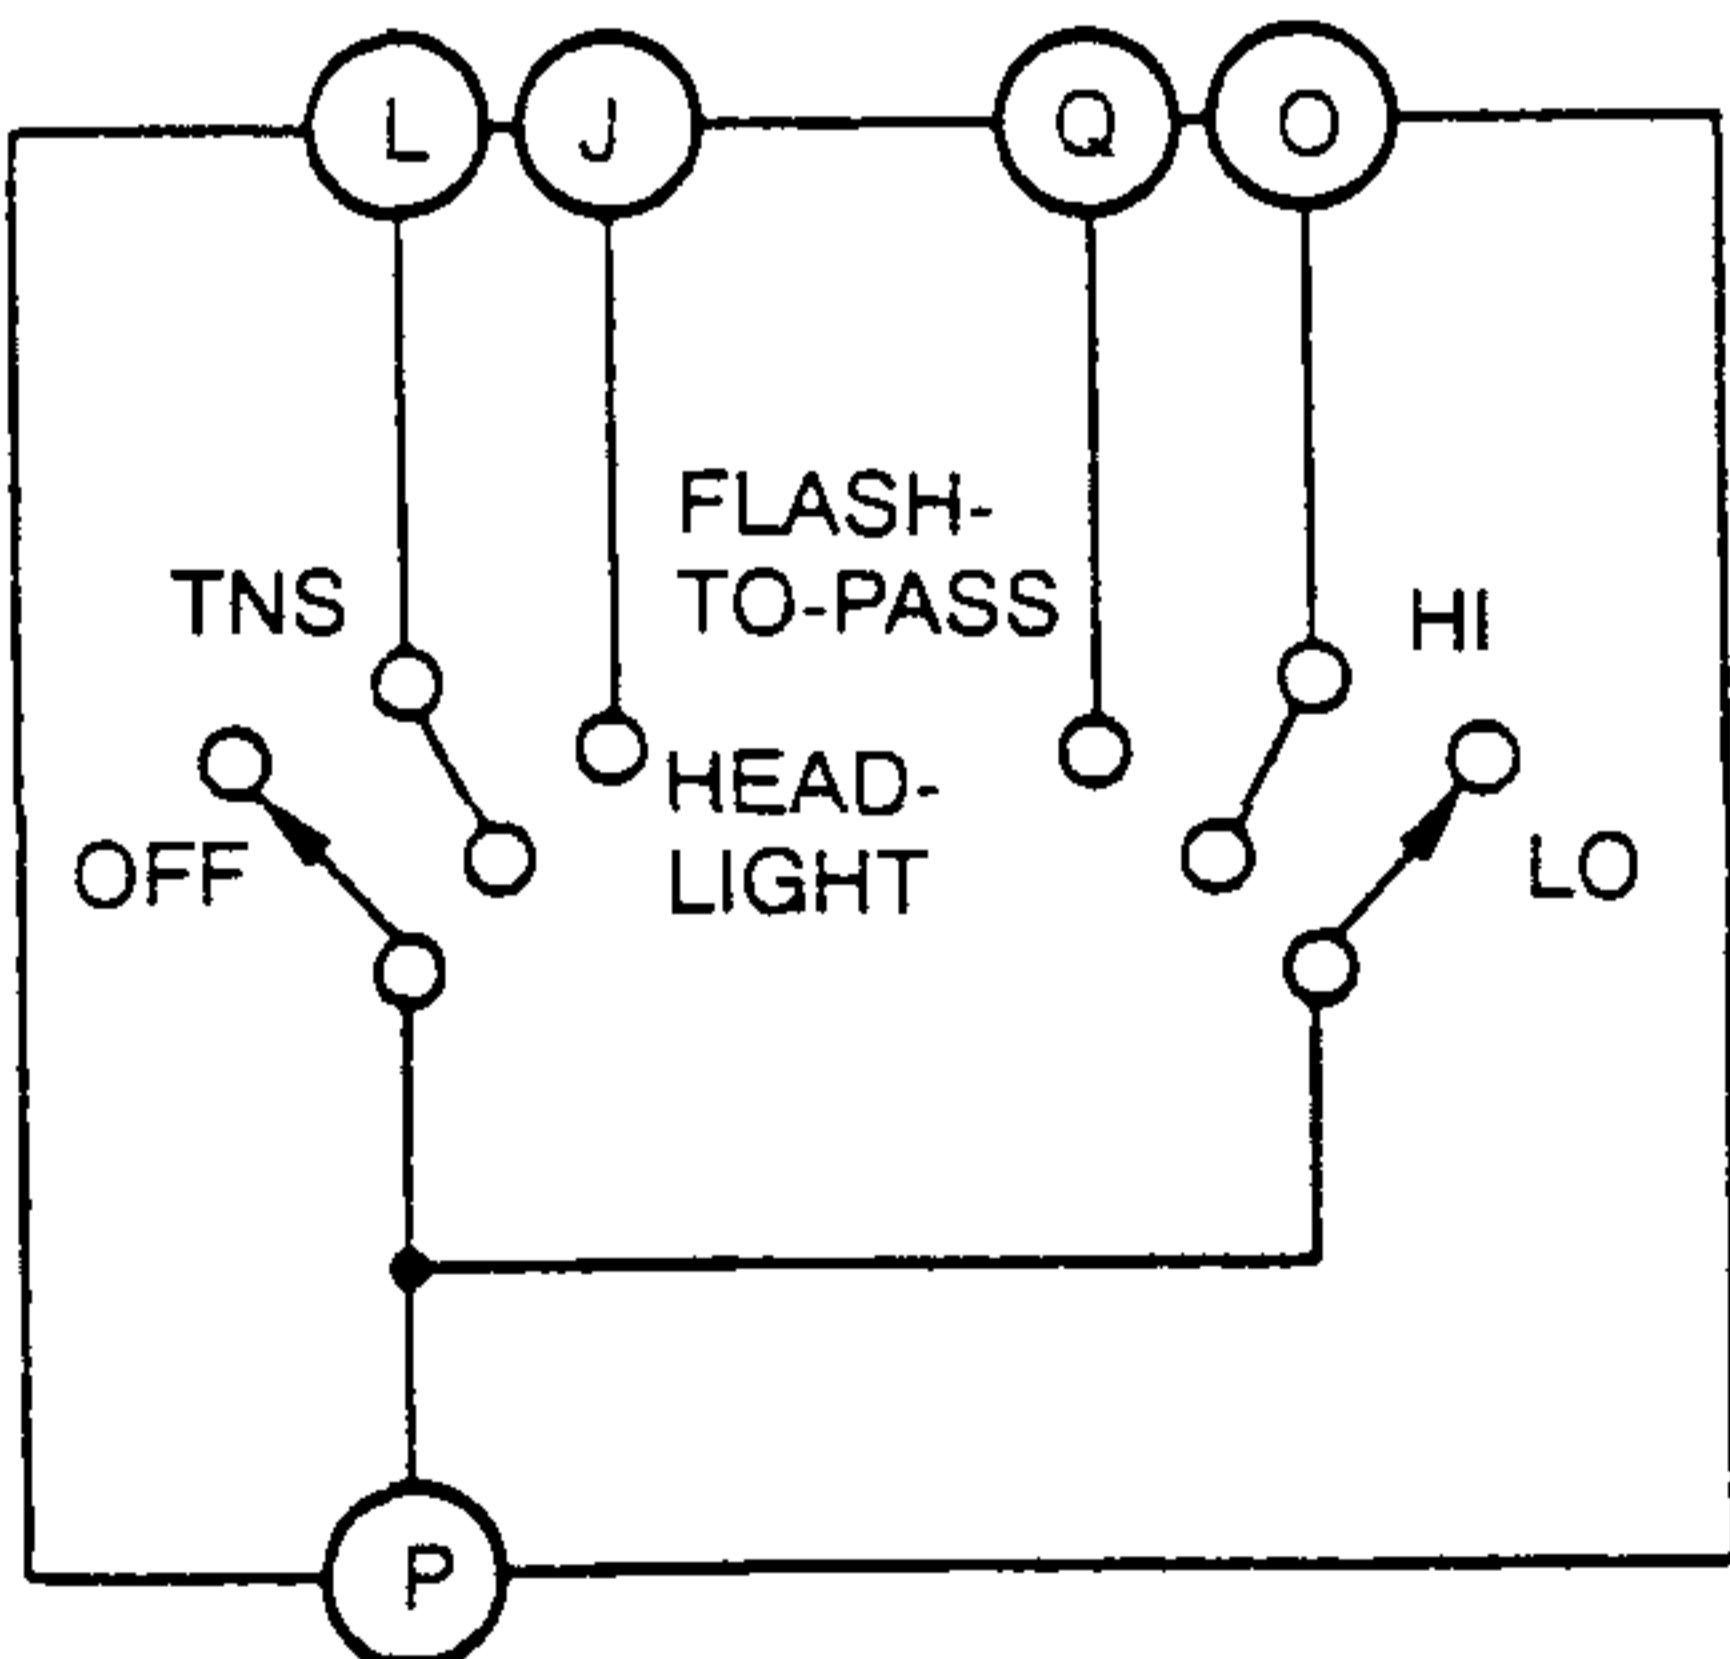 L
J
Q
O
FLASH-
TO-PASS
TNS
HI
HEAD-
LIGHT
OFF
LO
P